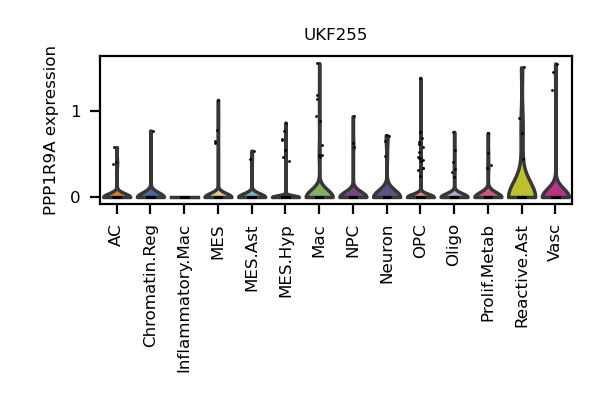 UKF255
PPP1R9A expression
1
0
AC
Chromatin.Reg
Inflammatory.Mac
MES
MES.Ast
MES.Hyp
Mac
NPC
Neuron
OPC
Oligo
Prolif.Metab
Reactive.Ast
Vasc